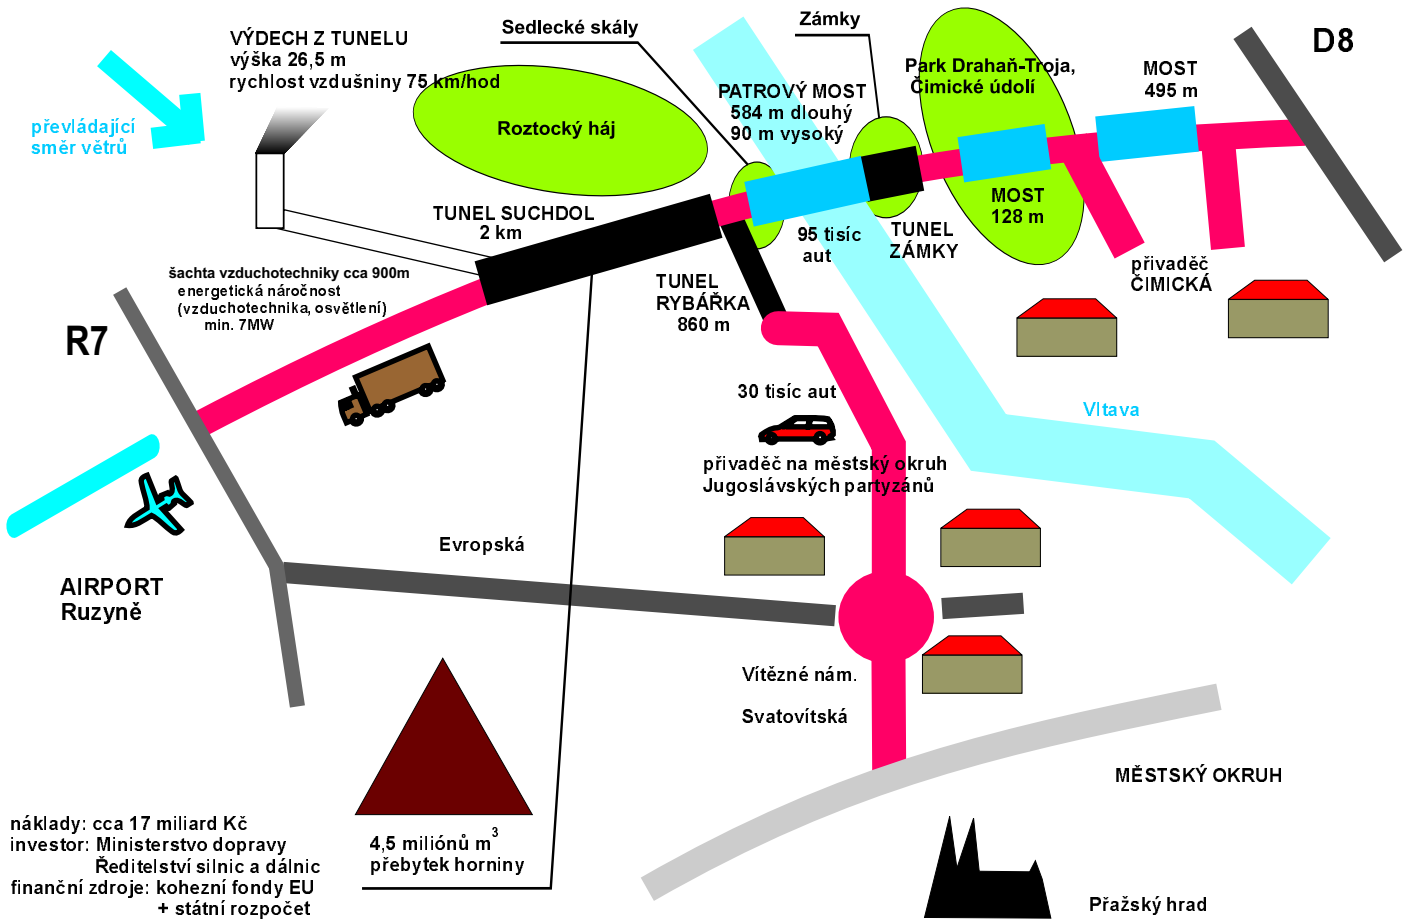 Sedlecké skály
Zámky
D8
VÝDECH Z TUNELU
výška 26,5 m
rychlost vzdušniny 75 km/hod
Park Drahaň-Troja,
Čimické údolí
MOST
495 m
PATROVÝ MOST
584 m dlouhý
90 m vysoký
převládající
směr větrů
Roztocký háj
TUNEL SUCHDOL
2 km
MOST
128 m
95 tisíc
aut
TUNEL
ZÁMKY
přivaděč
ČIMICKÁ
šachta vzduchotechniky cca 900m
energetická náročnost
(vzduchotechnika, osvětlení)
min. 7MW
TUNEL
RYBÁŘKA
860 m
R7
30 tisíc aut
Vltava
přivaděč na městský okruh
Jugoslávských partyzánů
Evropská
AIRPORT
Ruzyně
Vítězné nám.
Svatovítská
MĚSTSKÝ OKRUH
náklady: cca 17 miliard Kč
investor: Ministerstvo dopravy
Ředitelství silnic a dálnic
finanční zdroje: kohezní fondy EU
+ státní rozpočet
4,5 miliónů m³
přebytek horniny
Přažský hrad